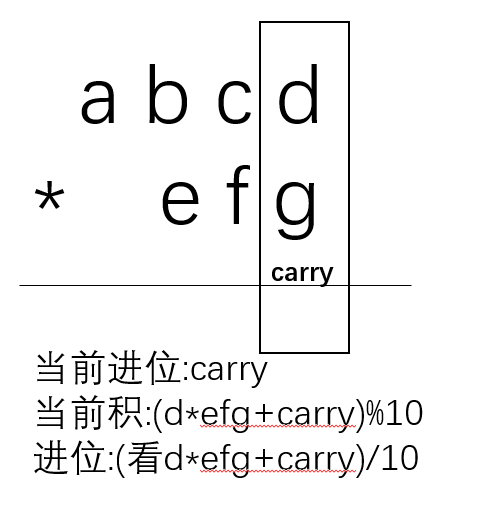 a b c d
* e f g
carry
当前进位:carry
当前积:(d*efg+carry)%10
进位:(看d*efg+carry)/10